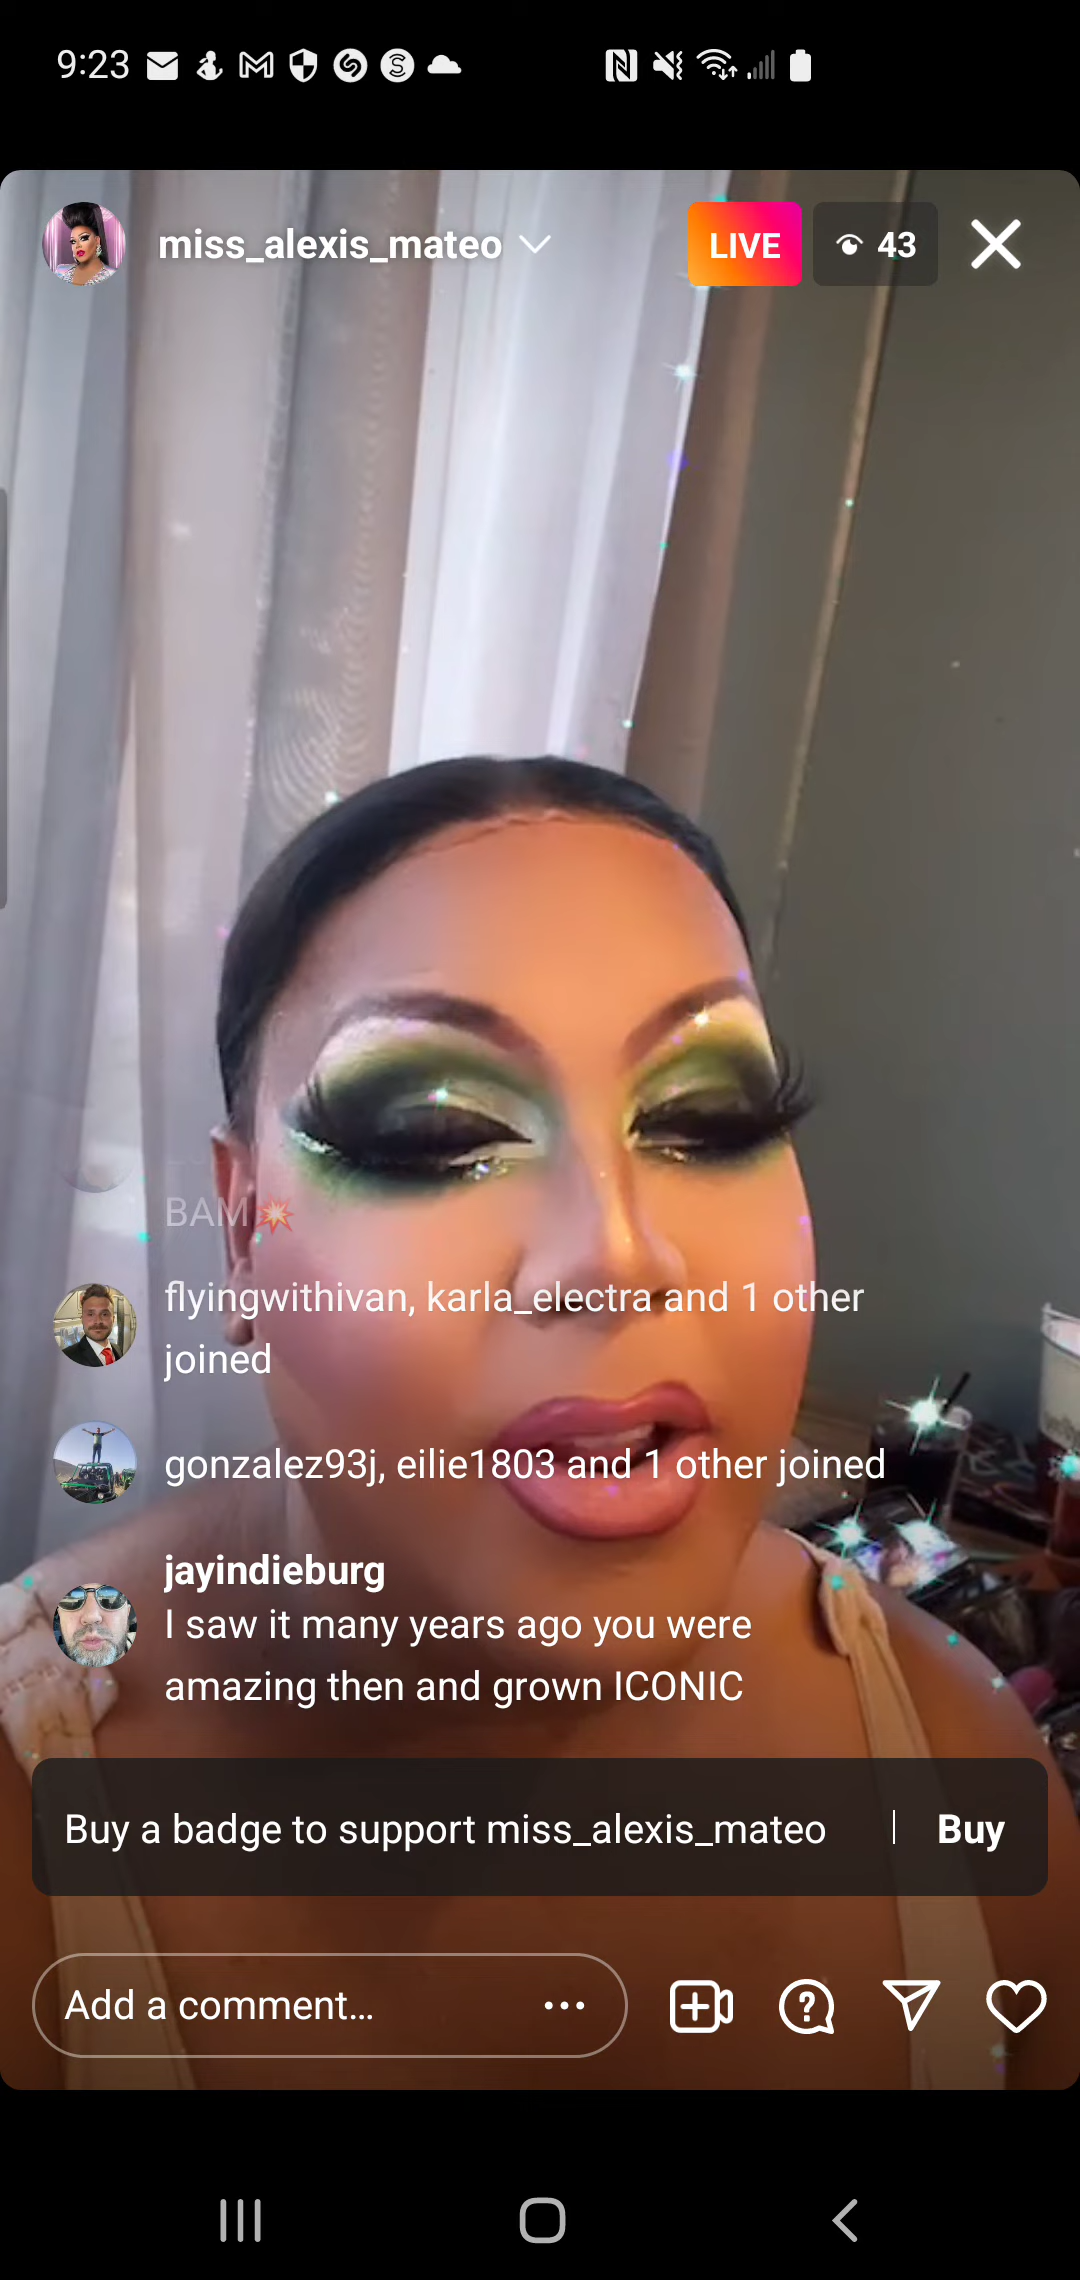 9:23
miss_alexis_mateo
LIVE
43
BAM💥
flyingwithivan, karla_electra and 1 other
joined
gonzalez93j, eilie1803 and 1 other joined
jayindieburg
I saw it many years ago you were
amazing then and grown ICONIC
Buy a badge to support miss_alexis_mateo | Buy
Add a comment...